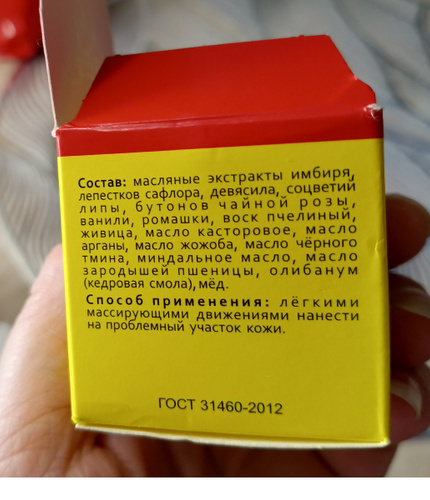 Состав: масляные экстракты имбиря,
лепестков сафлора, девясила, соцветий
липы, бутонов чайной розы,
ванили, ромашки, воск пчелиный,
живица, масло касторовое, масло
арганы, масло жожоба, масло чёрного
тмина, миндальное масло, масло
зародышей пшеницы, олибанум
(кедровая смола), мёд.
Способ применения: лёгкими
массирующими движениями нанести
на проблемный участок кожи.
ГОСТ 31460-2012